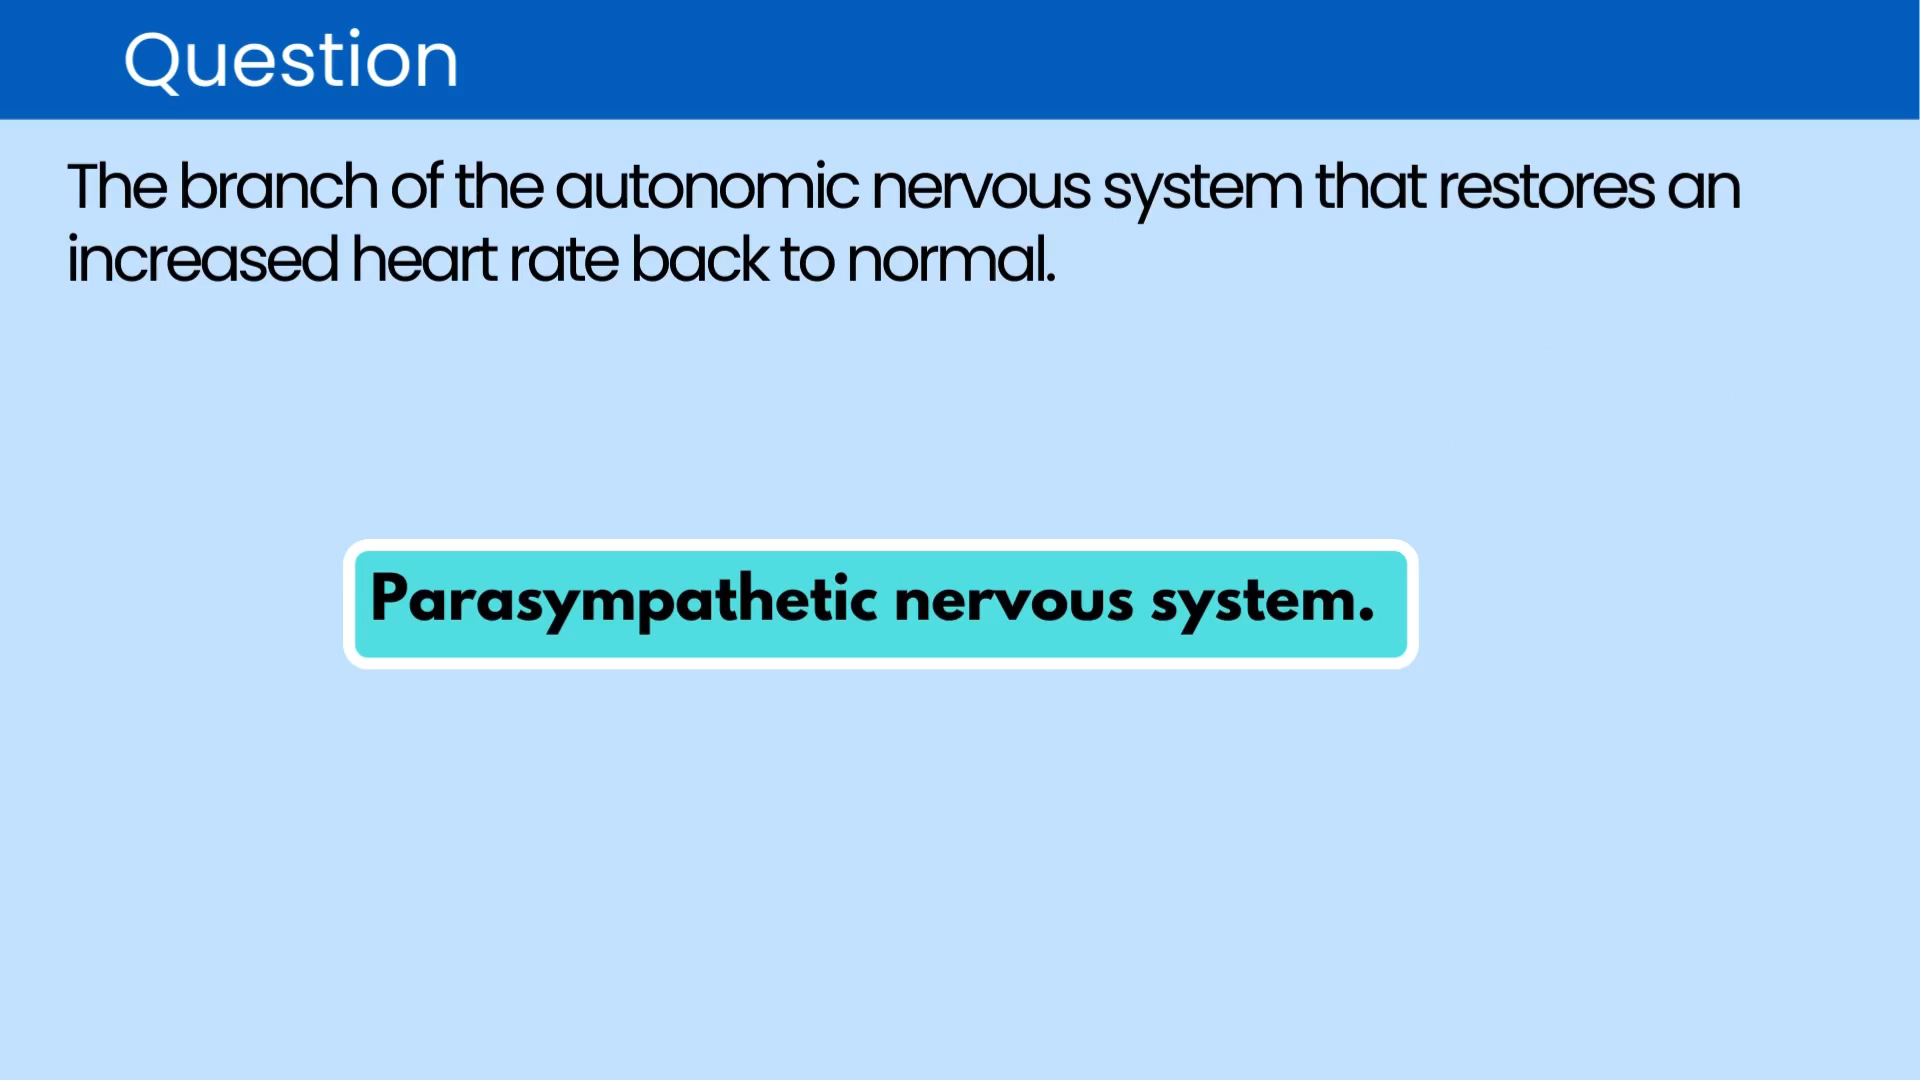 Question
The branch of the autonomic nervous system that restores an
increased heart rate back to normal.
Parasympathetic nervous system.